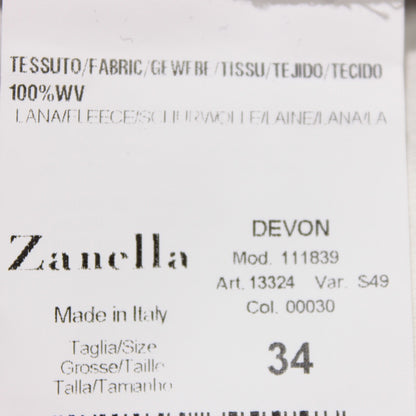 TESSUTO/FABRIC/GEWEBE/TISSU/TEJIDO/TECIDO
100%WV
LANA/FLEECE/SCHURWOLLE/LAINE/LANA/LA
Zanella
DEVON
Mod. 111839
Art. 13324 Var. S49
Col. 00030
Made in Italy
Taglia/Size
Grosse/Taille
Talla/Tamanho
34